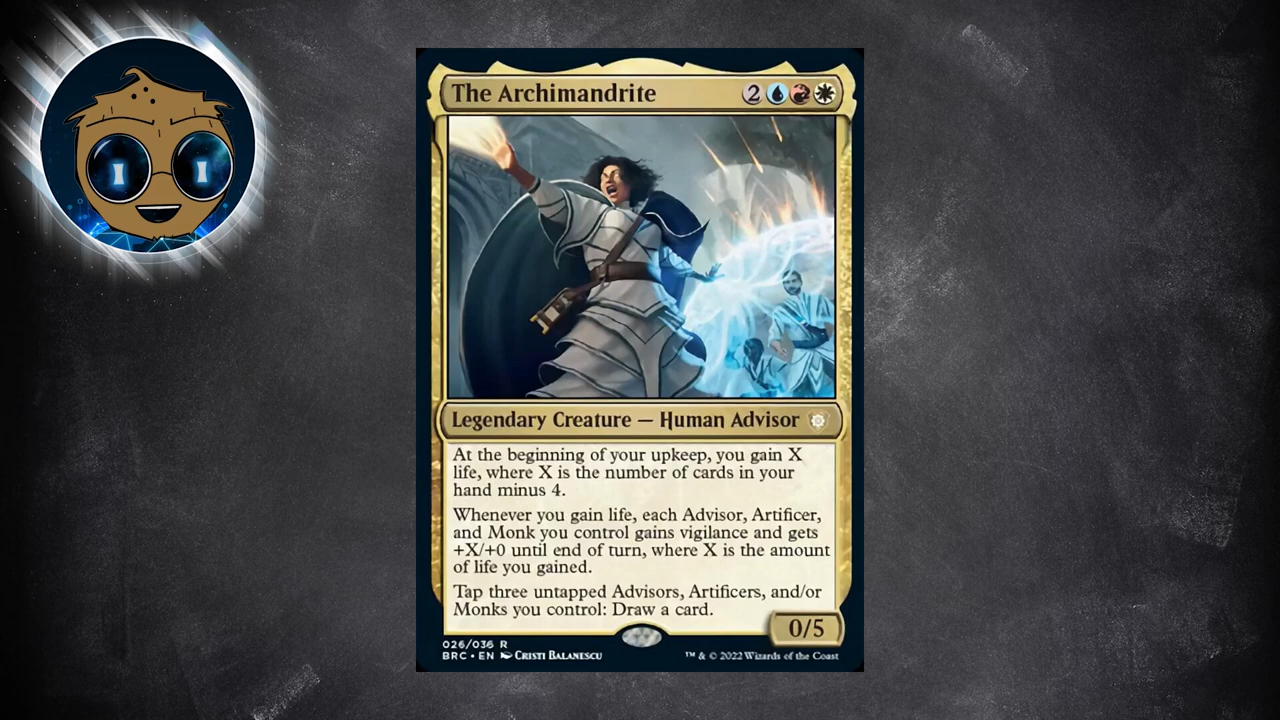 The Archimandrite 2
Legendary Creature — Human Advisor
At the beginning of your upkeep, you gain X
life, where X is the number of cards in your
hand minus 4.
Whenever you gain life, each Advisor, Artificer,
and Monk you control gains vigilance and gets
+X/+0 until end of turn, where X is the amount
of life you gained.
Tap three untapped Advisors, Artificers, and/or
Monks you control: Draw a card.
0/5
026/036 R
BRC • EN Cristi Balanescu
™ & © 2022 Wizards of the Coast